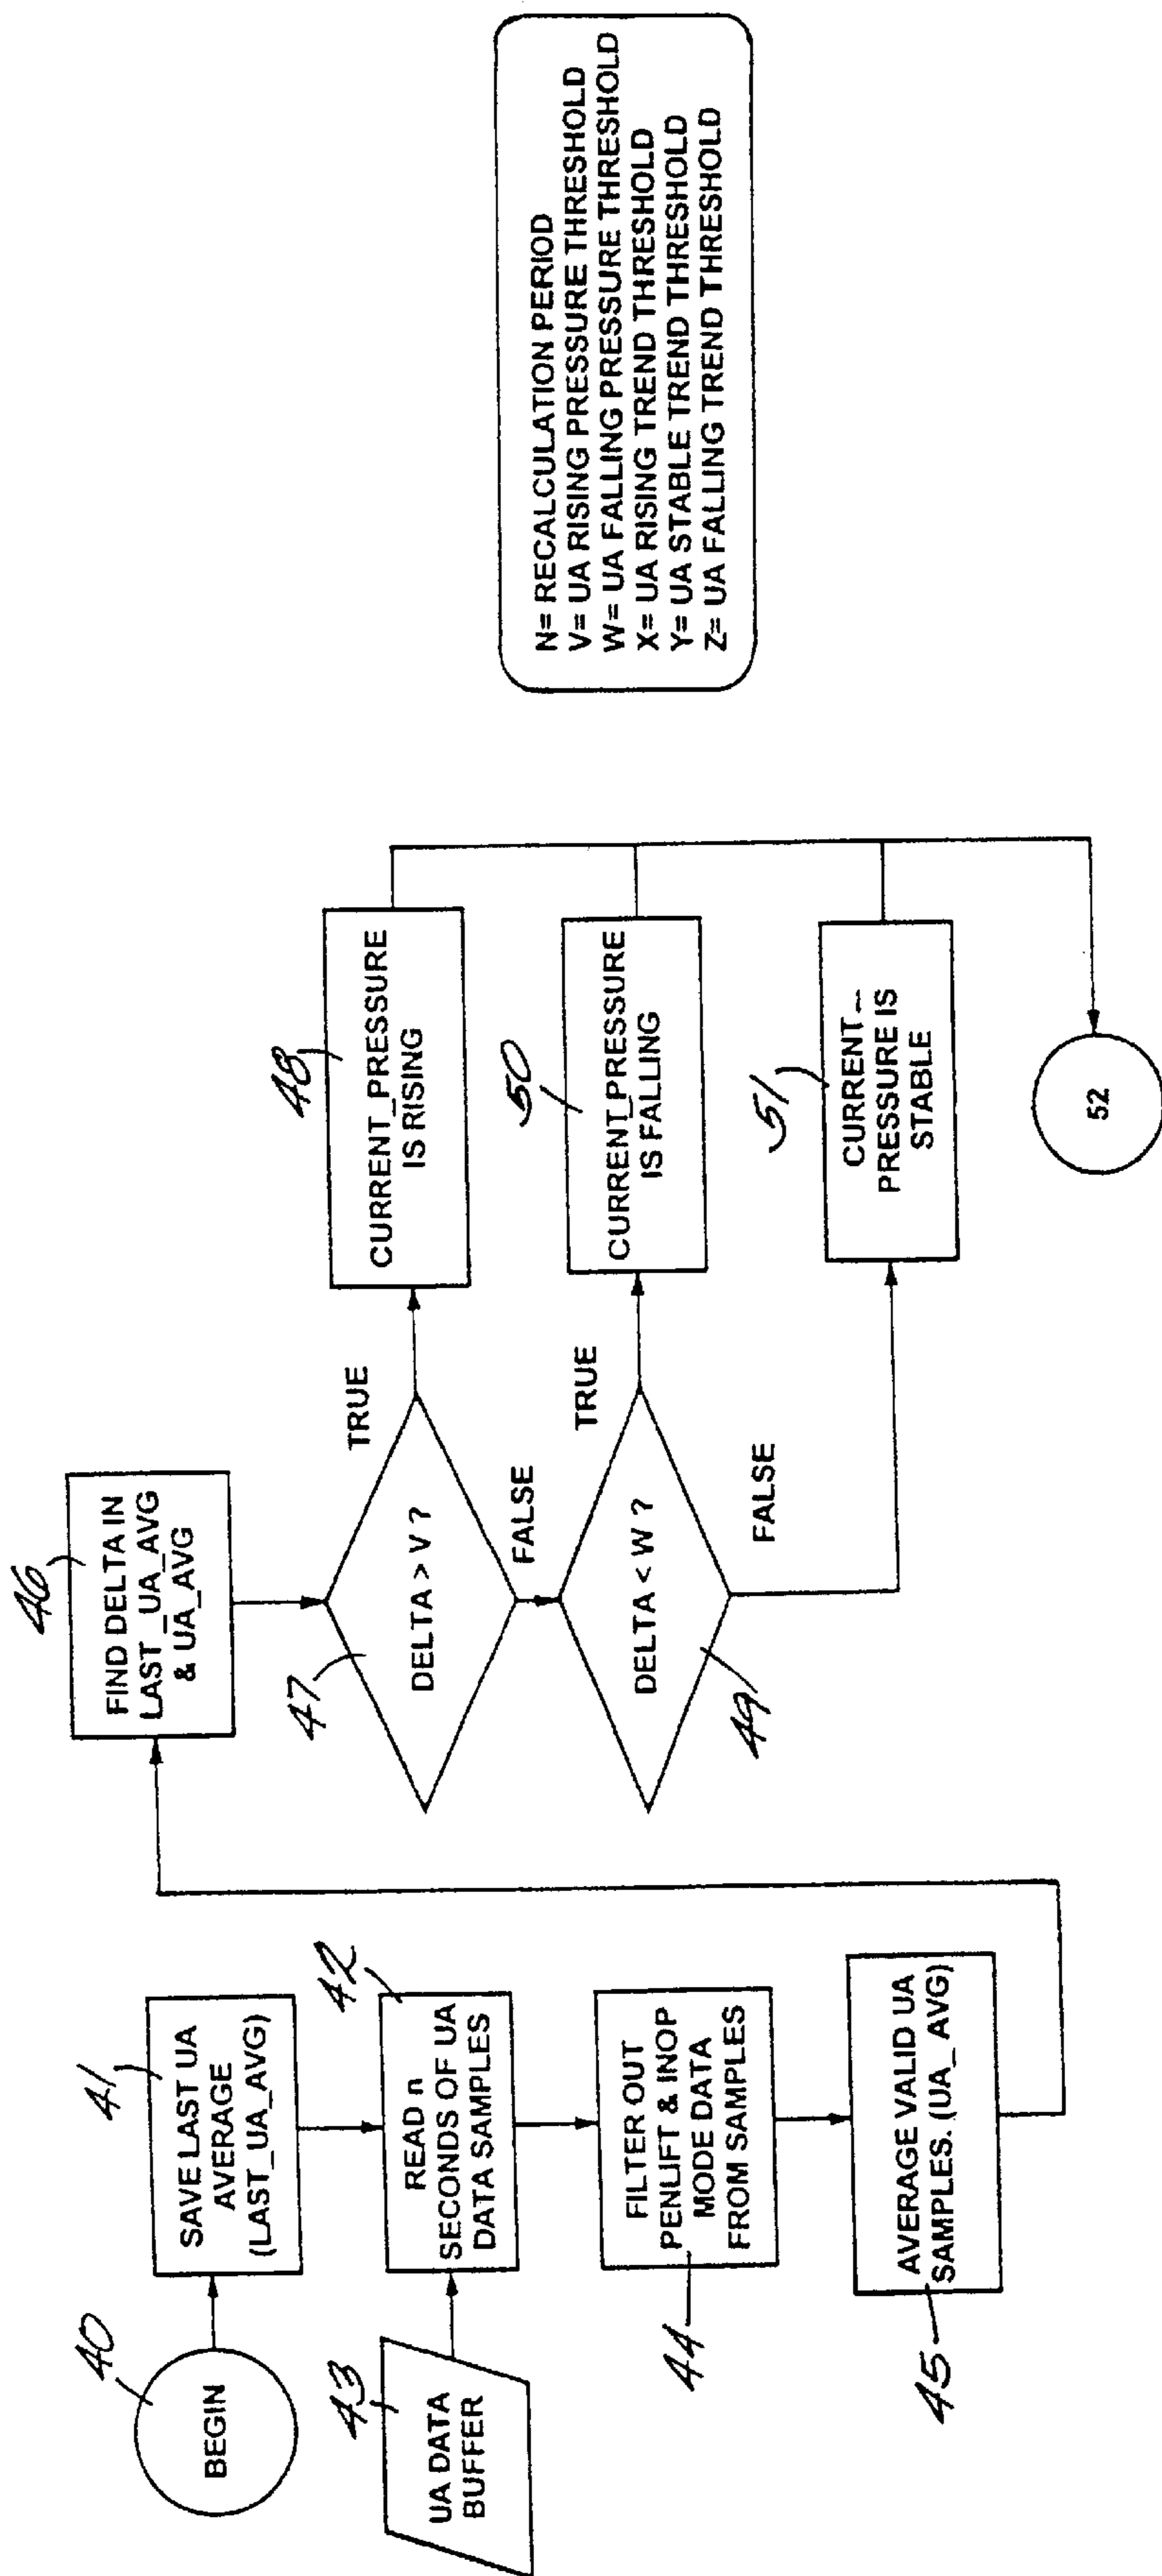 40
BEGIN
41
SAVE LAST UA
AVERAGE
(LAST_UA_AVG)
42
READ n
SECONDS OF UA
DATA SAMPLES
43
UA DATA
BUFFER
44
FILTER OUT
PENLIFT & INOP
MODE DATA
FROM SAMPLES
45
AVERAGE VALID UA
SAMPLES. (UA_ AVG)
46
FIND DELTA IN
LAST_UA_AVG
& UA_AVG
47
DELTA > V ?
TRUE
FALSE
48
CURRENT_PRESSURE
IS RISING
49
DELTA < W ?
TRUE
FALSE
50
CURRENT_PRESSURE
IS FALLING
51
CURRENT_
PRESSURE IS
STABLE
52
N= RECALCULATION PERIOD
V= UA RISING PRESSURE THRESHOLD
W= UA FALLING PRESSURE THRESHOLD
X= UA RISING TREND THRESHOLD
Y= UA STABLE TREND THRESHOLD
Z= UA FALLING TREND THRESHOLD